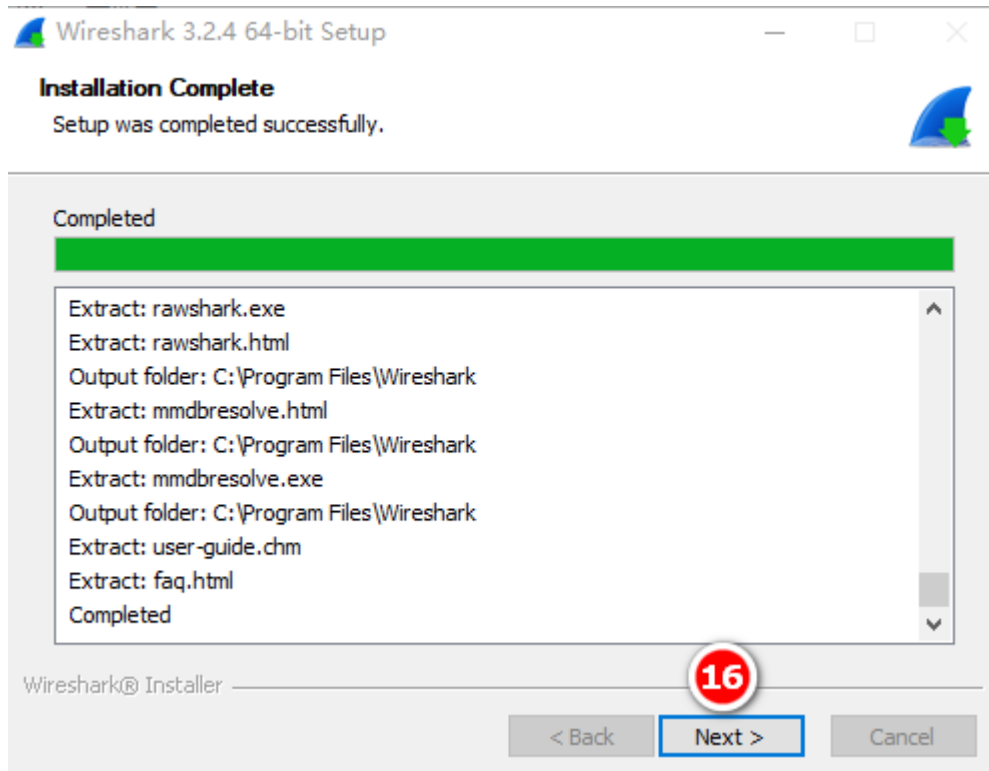 Wireshark 3.2.4 64-bit Setup
Installation Complete
Setup was completed successfully.
Completed
Extract: rawshark.exe
Extract: rawshark.html
Output folder: C:\Program Files\Wireshark
Extract: mmdbresolve.html
Output folder: C:\Program Files\Wireshark
Extract: mmdbresolve.exe
Output folder: C:\Program Files\Wireshark
Extract: user-guide.chm
Extract: faq.html
Completed
16
Wireshark® Installer
< Back Next > Cancel